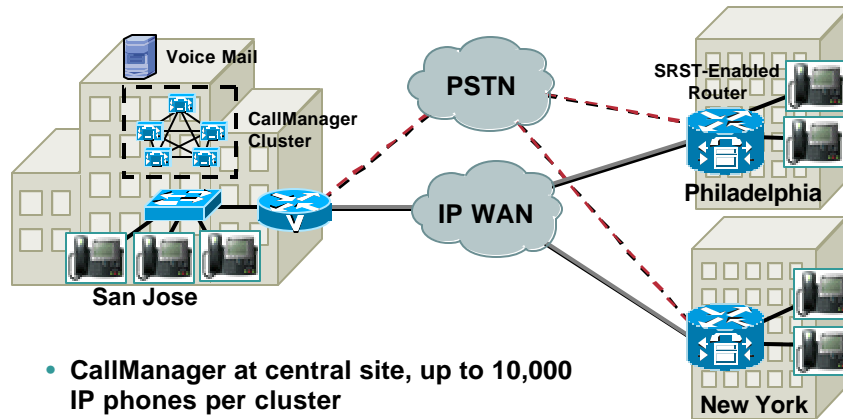 Voice Mail
CallManager
Cluster
PSTN
SRST-Enabled
Router
Philadelphia
IP WAN
V
San Jose
New York
• CallManager at central site, up to 10,000
IP phones per cluster